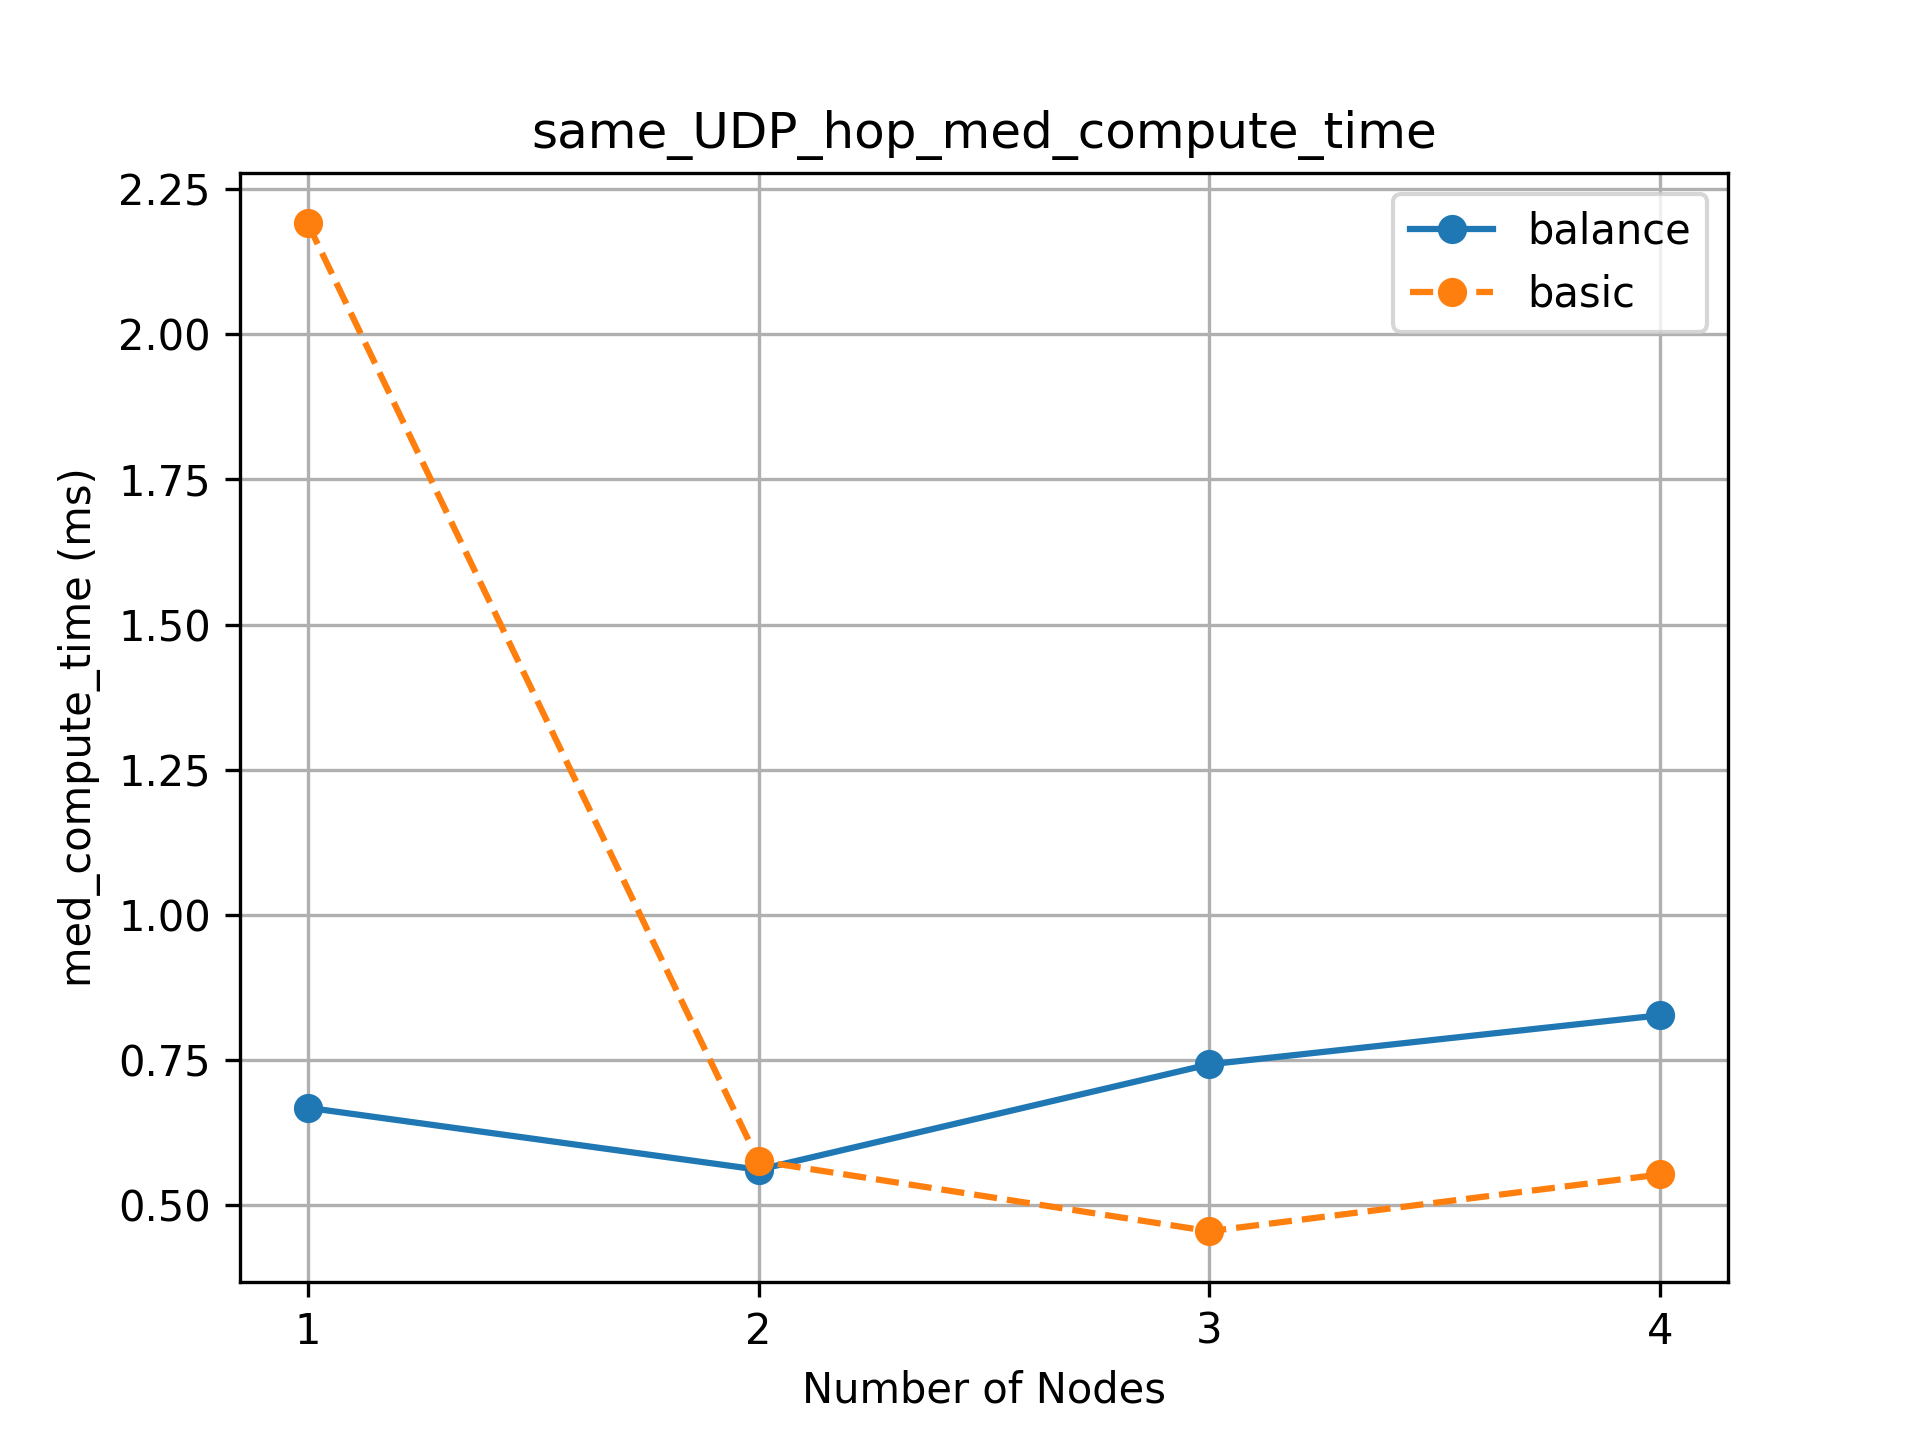 same_UDP_hop_med_compute_time
balance
basic
med_compute_time (ms)
2.25
2.00
1.75
1.50
1.25
1.00
0.75
0.50
1
2
3
4
Number of Nodes